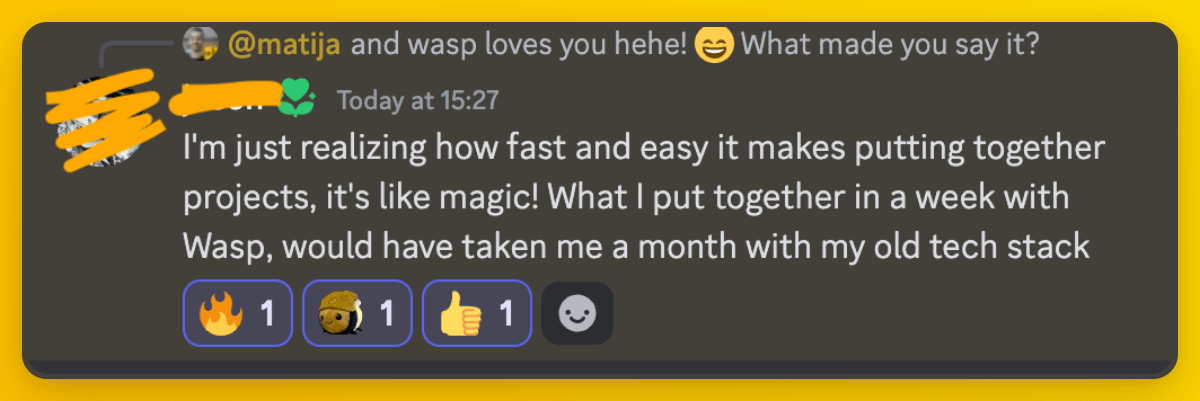 @matija and wasp loves you hehe! 😄 What made you say it?
Today at 15:27
I'm just realizing how fast and easy it makes putting together
projects, it's like magic! What I put together in a week with
Wasp, would have taken me a month with my old tech stack
1 1 1